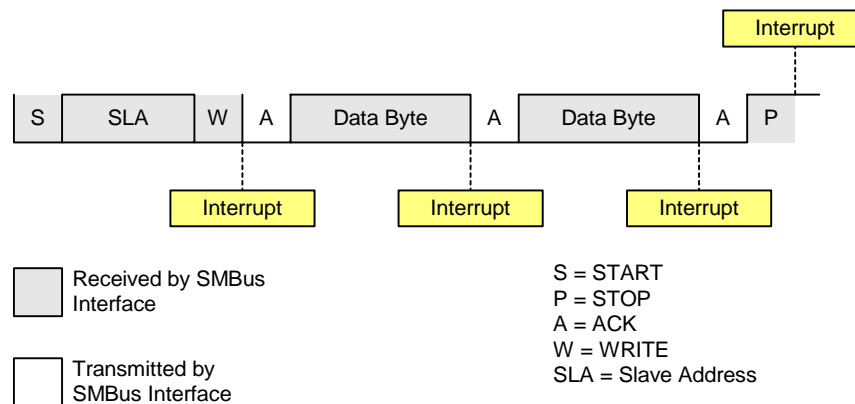 Interrupt
S
SLA
W
A
Data Byte
A
Data Byte
A
P
Interrupt
Interrupt
Interrupt
Received by SMBus
Interface
Transmitted by
SMBus Interface
S = START
P = STOP
A = ACK
W = WRITE
SLA = Slave Address